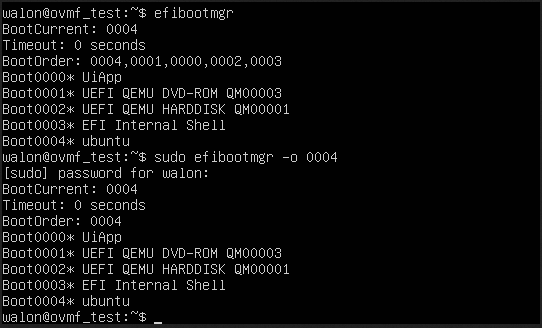 walon@ovmf_test:~$ efibootmgr
BootCurrent: 0004
Timeout: 0 seconds
BootOrder: 0004,0001,0000,0002,0003
Boot0000* UiApp
Boot0001* UEFI QEMU DVD-ROM QM00003
Boot0002* UEFI QEMU HARDDISK QM00001
Boot0003* EFI Internal Shell
Boot0004* ubuntu
walon@ovmf_test:~$ sudo efibootmgr -o 0004
[sudo] password for walon:
BootCurrent: 0004
Timeout: 0 seconds
BootOrder: 0004
Boot0000* UiApp
Boot0001* UEFI QEMU DVD-ROM QM00003
Boot0002* UEFI QEMU HARDDISK QM00001
Boot0003* EFI Internal Shell
Boot0004* ubuntu
walon@ovmf_test:~$ _